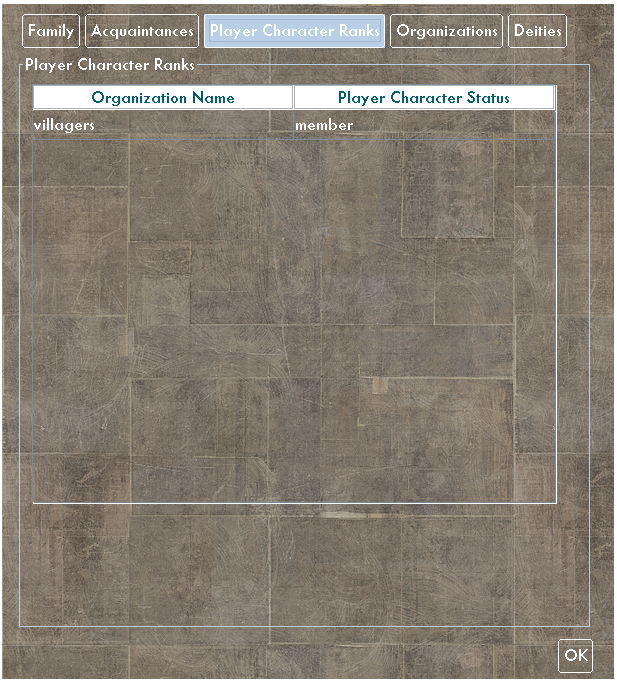 Family Acquaintances Player Character Ranks Organizations Deities
Player Character Ranks
Organization Name Player Character Status
villagers member
OK